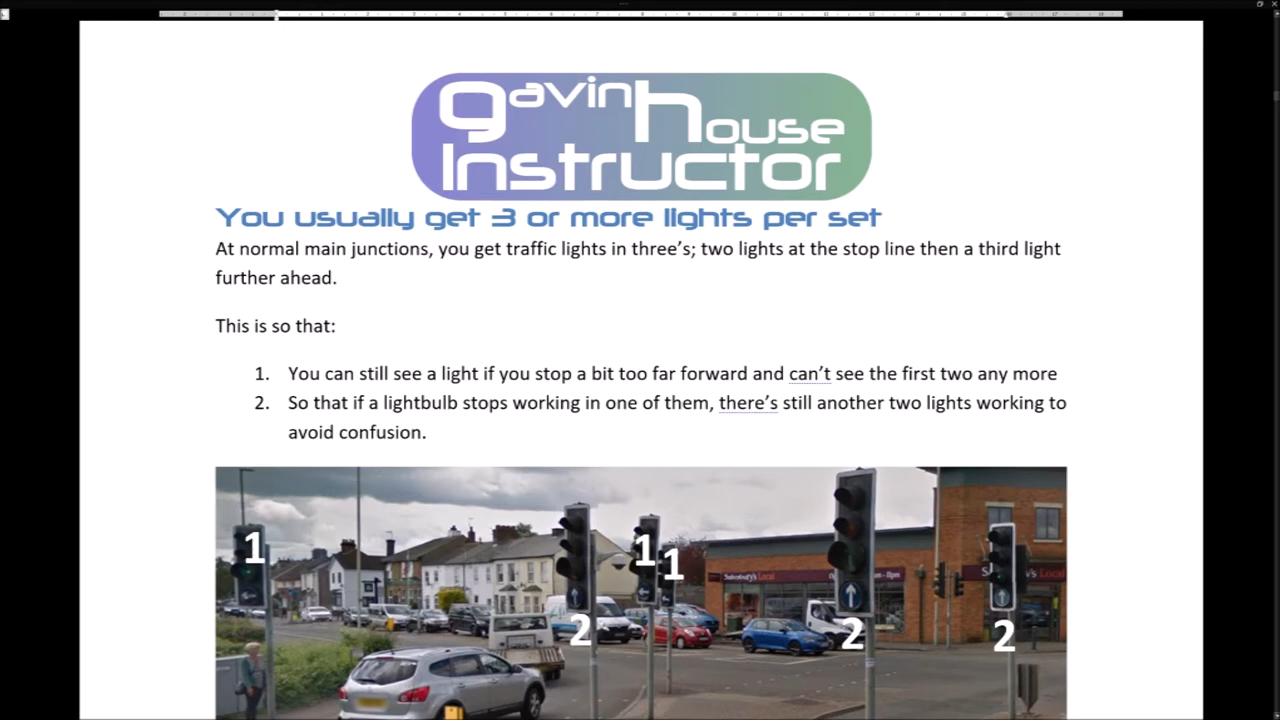 gavin house
Instructor
You usually get 3 or more lights per set
At normal main junctions, you get traffic lights in three's; two lights at the stop line then a third light
further ahead.
This is so that:
1. You can still see a light if you stop a bit too far forward and can't see the first two any more
2. So that if a lightbulb stops working in one of them, there's still another two lights working to
avoid confusion.
1
1
1
Sainsbury's Local
Local
2
2
2